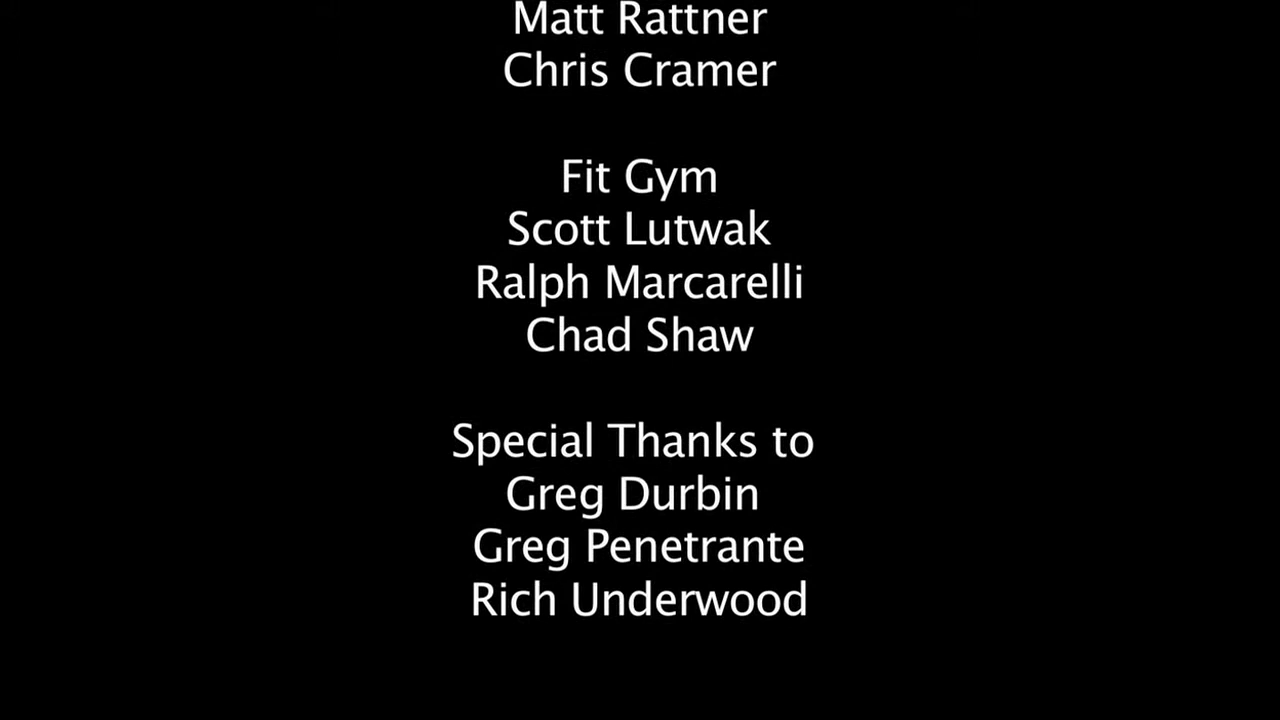 Matt Rattner
Chris Cramer
Fit Gym
Scott Lutwak
Ralph Marcarelli
Chad Shaw
Special Thanks to
Greg Durbin
Greg Penetrante
Rich Underwood